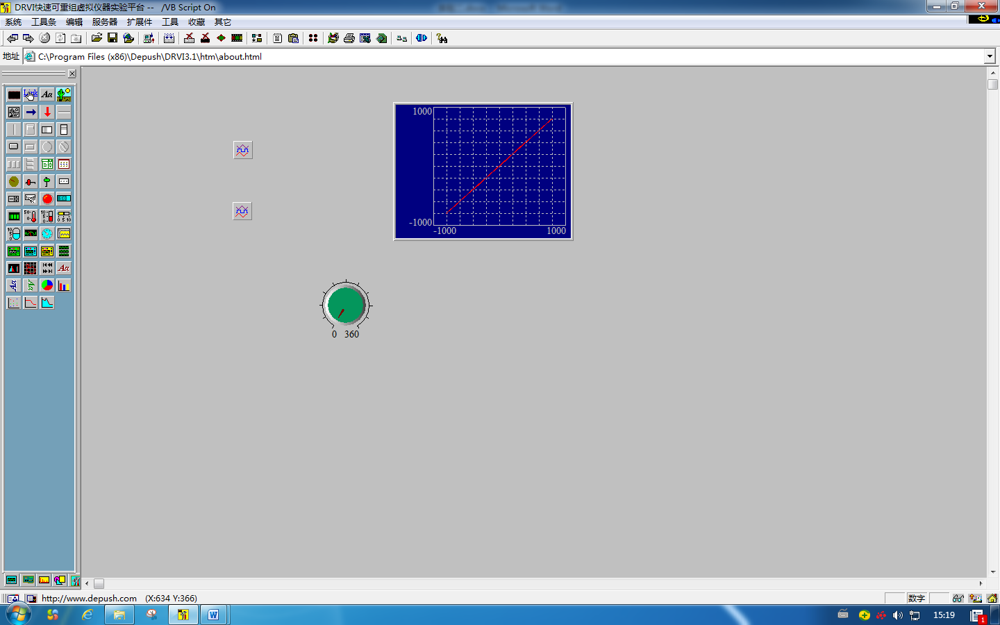 DRVI快速可重组虚拟仪器实验平台 -- /VB Script On
系统 工具条 编辑 服务器 扩展件 工具 收藏 其它
地址 C:\Program Files (x86)\Depush\DRVI3.1\htm\about.html
1000
-1000
-1000 1000
0 360
http://www.depush.com (X:634 Y:366) 数字
15:19
1